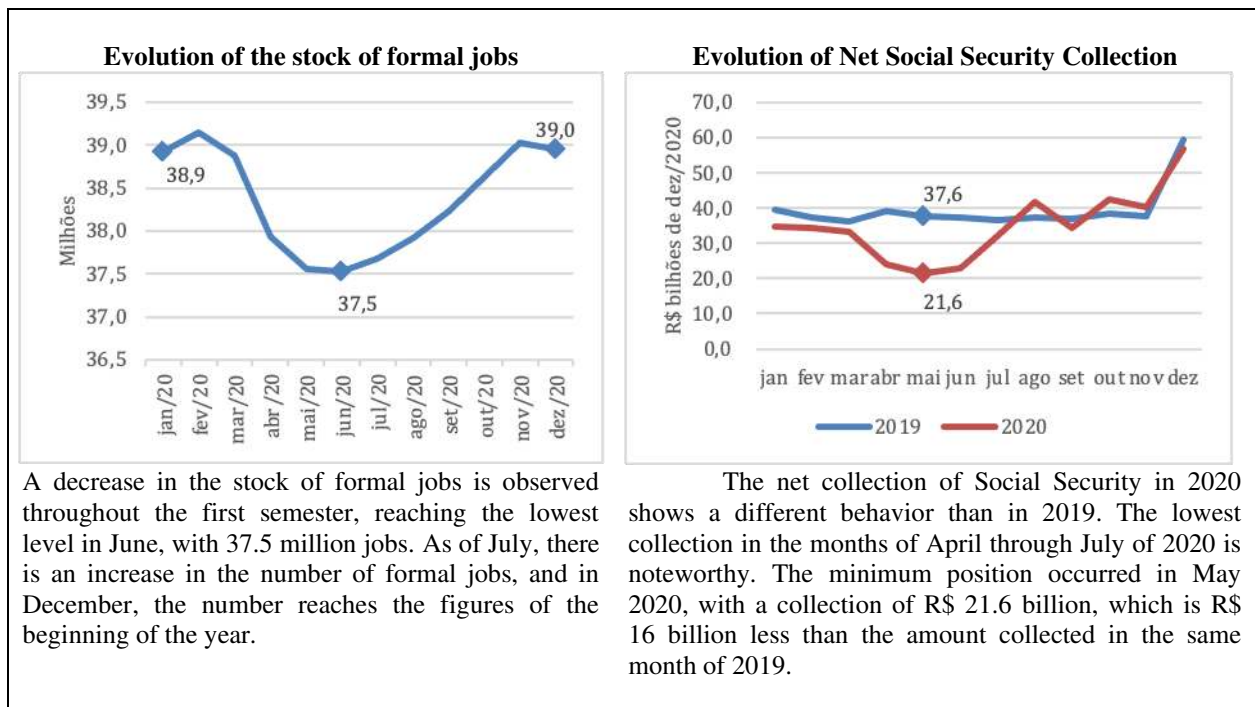 Evolution of the stock of formal jobs
39,5
39,0
38,5
38,0
37,5
37,0
36,5
Milhões
38,9
37,5
39,0
jan/20
fev/20
mar/20
abr/20
mai/20
jun/20
jul/20
ago/20
set/20
out/20
nov/20
dez/20
A decrease in the stock of formal jobs is observed
throughout the first semester, reaching the lowest
level in June, with 37.5 million jobs. As of July, there
is an increase in the number of formal jobs, and in
December, the number reaches the figures of the
beginning of the year.
Evolution of Net Social Security Collection
70,0
60,0
50,0
40,0
30,0
20,0
10,0
0,0
R$ bilhões de dez/2020
37,6
21,6
jan fev mar abr mai jun jul ago set out nov dez
2019 2020
The net collection of Social Security in 2020
shows a different behavior than in 2019. The lowest
collection in the months of April through July of 2020 is
noteworthy. The minimum position occurred in May
2020, with a collection of R$ 21.6 billion, which is R$
16 billion less than the amount collected in the same
month of 2019.